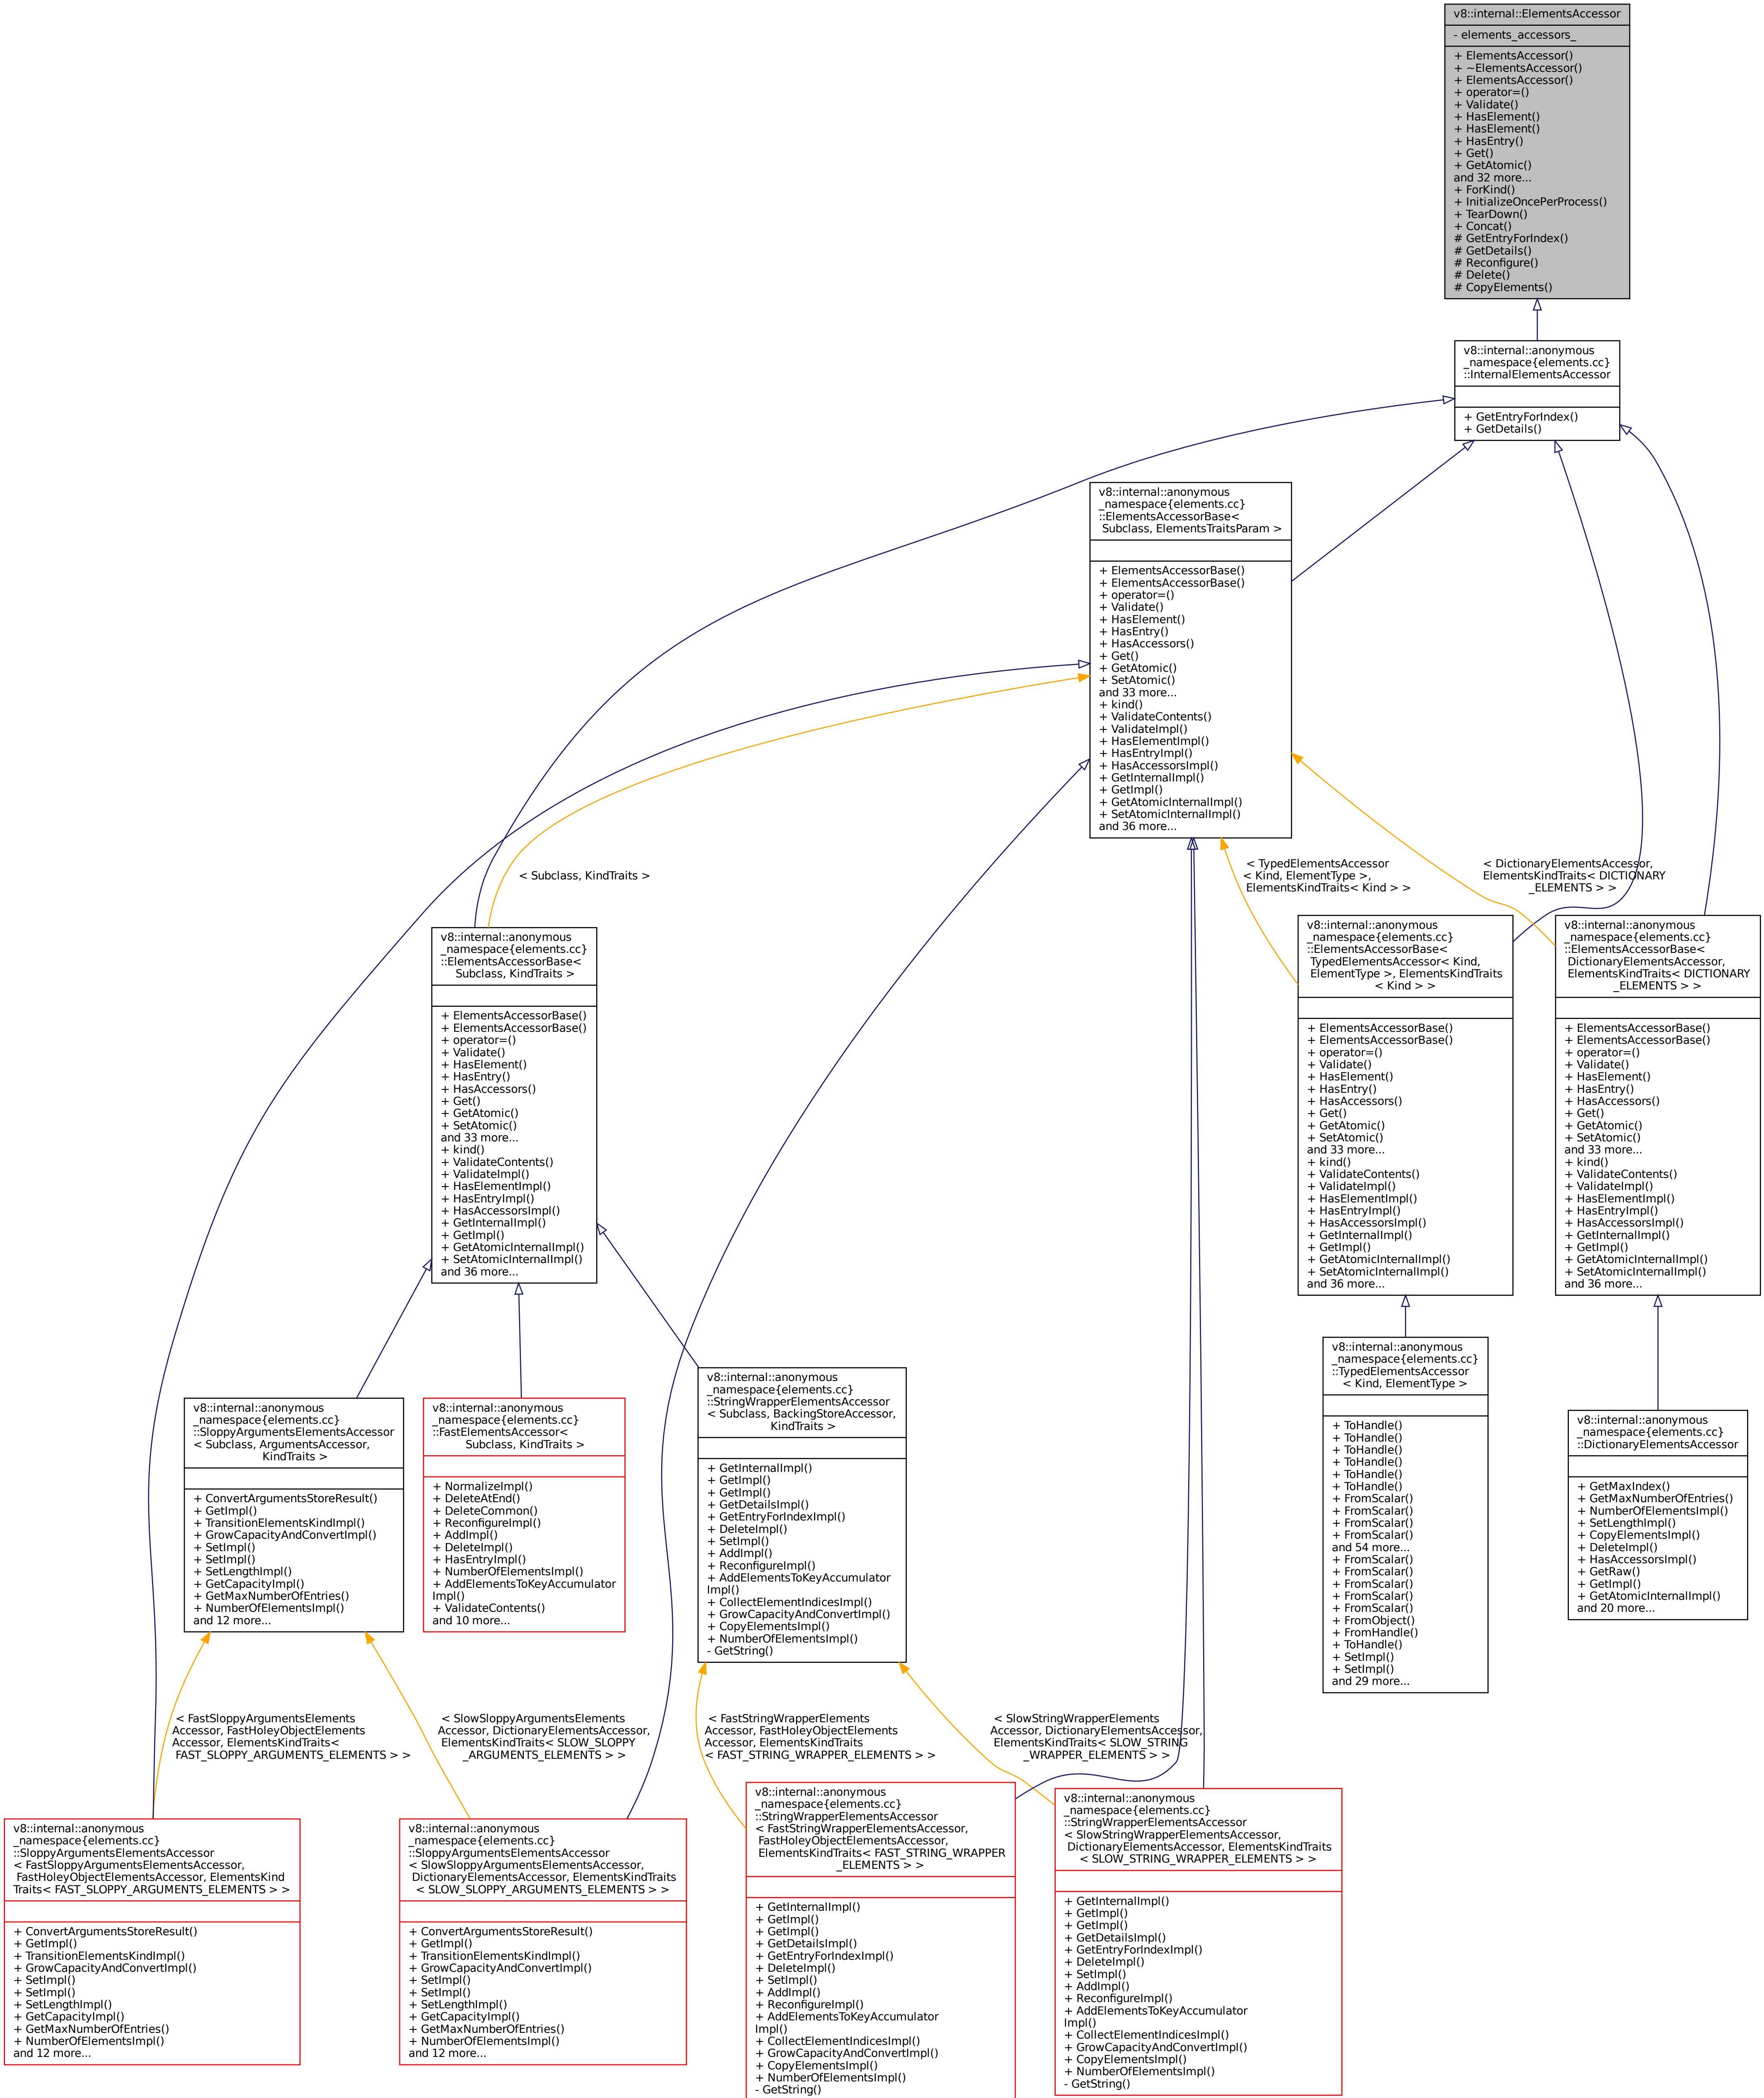 v8::internal::ElementsAccessor
- elements_accessors_
+ ElementsAccessor()
+ ~ElementsAccessor()
+ ElementsAccessor()
+ operator=()
+ Validate()
+ HasElement()
+ HasElement()
+ HasEntry()
+ Get()
+ GetAtomic()
and 32 more...
+ ForKind()
+ InitializeOncePerProcess()
+ TearDown()
+ Concat()
# GetEntryForIndex()
# GetDetails()
# Reconfigure()
# Delete()
# CopyElements()
v8::internal::anonymous
_namespace{elements.cc}
::InternalElementsAccessor
+ GetEntryForIndex()
+ GetDetails()
v8::internal::anonymous
_namespace{elements.cc}
::ElementsAccessorBase<
Subclass, ElementsTraitsParam >
+ ElementsAccessorBase()
+ ElementsAccessorBase()
+ operator=()
+ Validate()
+ HasElement()
+ HasEntry()
+ HasAccessors()
+ Get()
+ GetAtomic()
+ SetAtomic()
and 33 more...
+ kind()
+ ValidateContents()
+ ValidateImpl()
+ HasElementImpl()
+ HasEntryImpl()
+ HasAccessorsImpl()
+ GetInternalImpl()
+ GetImpl()
+ GetAtomicInternalImpl()
+ SetAtomicInternalImpl()
and 36 more...
< Subclass, KindTraits >
< TypedElementsAccessor
< Kind, ElementType >,
ElementsKindTraits< Kind > >
< DictionaryElementsAccessor,
ElementsKindTraits< DICTIONARY
_ELEMENTS > >
v8::internal::anonymous
_namespace{elements.cc}
::ElementsAccessorBase<
Subclass, KindTraits >
+ ElementsAccessorBase()
+ ElementsAccessorBase()
+ operator=()
+ Validate()
+ HasElement()
+ HasEntry()
+ HasAccessors()
+ Get()
+ GetAtomic()
+ SetAtomic()
and 33 more...
+ kind()
+ ValidateContents()
+ ValidateImpl()
+ HasElementImpl()
+ HasEntryImpl()
+ HasAccessorsImpl()
+ GetInternalImpl()
+ GetImpl()
+ GetAtomicInternalImpl()
+ SetAtomicInternalImpl()
and 36 more...
v8::internal::anonymous
_namespace{elements.cc}
::ElementsAccessorBase<
TypedElementsAccessor< Kind,
ElementType >, ElementsKindTraits
< Kind > >
+ ElementsAccessorBase()
+ ElementsAccessorBase()
+ operator=()
+ Validate()
+ HasElement()
+ HasEntry()
+ HasAccessors()
+ Get()
+ GetAtomic()
+ SetAtomic()
and 33 more...
+ kind()
+ ValidateContents()
+ ValidateImpl()
+ HasElementImpl()
+ HasEntryImpl()
+ HasAccessorsImpl()
+ GetInternalImpl()
+ GetImpl()
+ GetAtomicInternalImpl()
+ SetAtomicInternalImpl()
and 36 more...
v8::internal::anonymous
_namespace{elements.cc}
::ElementsAccessorBase<
DictionaryElementsAccessor,
ElementsKindTraits< DICTIONARY
_ELEMENTS > >
+ ElementsAccessorBase()
+ ElementsAccessorBase()
+ operator=()
+ Validate()
+ HasElement()
+ HasEntry()
+ HasAccessors()
+ Get()
+ GetAtomic()
+ SetAtomic()
and 33 more...
+ kind()
+ ValidateContents()
+ ValidateImpl()
+ HasElementImpl()
+ HasEntryImpl()
+ HasAccessorsImpl()
+ GetInternalImpl()
+ GetImpl()
+ GetAtomicInternalImpl()
+ SetAtomicInternalImpl()
and 36 more...
v8::internal::anonymous
_namespace{elements.cc}
::SloppyArgumentsElementsAccessor
< Subclass, ArgumentsAccessor,
KindTraits >
+ ConvertArgumentsStoreResult()
+ GetImpl()
+ TransitionElementsKindImpl()
+ GrowCapacityAndConvertImpl()
+ SetImpl()
+ SetImpl()
+ SetLengthImpl()
+ GetCapacityImpl()
+ GetMaxNumberOfEntries()
+ NumberOfElementsImpl()
and 12 more...
v8::internal::anonymous
_namespace{elements.cc}
::FastElementsAccessor<
Subclass, KindTraits >
+ NormalizeImpl()
+ DeleteAtEnd()
+ DeleteCommon()
+ ReconfigureImpl()
+ AddImpl()
+ DeleteImpl()
+ HasEntryImpl()
+ NumberOfElementsImpl()
+ AddElementsToKeyAccumulator
Impl()
+ ValidateContents()
and 10 more...
v8::internal::anonymous
_namespace{elements.cc}
::StringWrapperElementsAccessor
< Subclass, BackingStoreAccessor,
KindTraits >
+ GetInternalImpl()
+ GetImpl()
+ GetImpl()
+ GetDetailsImpl()
+ GetEntryForIndexImpl()
+ DeleteImpl()
+ SetImpl()
+ AddImpl()
+ ReconfigureImpl()
+ AddElementsToKeyAccumulator
Impl()
+ CollectElementIndicesImpl()
+ GrowCapacityAndConvertImpl()
+ CopyElementsImpl()
+ NumberOfElementsImpl()
- GetString()
v8::internal::anonymous
_namespace{elements.cc}
::TypedElementsAccessor
< Kind, ElementType >
+ ToHandle()
+ ToHandle()
+ ToHandle()
+ ToHandle()
+ ToHandle()
+ ToHandle()
+ FromScalar()
+ FromScalar()
+ FromScalar()
+ FromScalar()
and 54 more...
+ FromScalar()
+ FromScalar()
+ FromScalar()
+ FromScalar()
+ FromScalar()
+ FromObject()
+ FromHandle()
+ ToHandle()
+ SetImpl()
+ SetImpl()
and 29 more...
v8::internal::anonymous
_namespace{elements.cc}
::DictionaryElementsAccessor
+ GetMaxIndex()
+ GetMaxNumberOfEntries()
+ NumberOfElementsImpl()
+ SetLengthImpl()
+ CopyElementsImpl()
+ DeleteImpl()
+ HasAccessorsImpl()
+ GetRaw()
+ GetImpl()
+ GetAtomicInternalImpl()
and 20 more...
< FastSloppyArgumentsElements
Accessor, FastHoleyObjectElements
Accessor, ElementsKindTraits<
FAST_SLOPPY_ARGUMENTS_ELEMENTS > >
< SlowSloppyArgumentsElements
Accessor, DictionaryElementsAccessor,
ElementsKindTraits< SLOW_SLOPPY
_ARGUMENTS_ELEMENTS > >
< FastStringWrapperElements
Accessor, FastHoleyObjectElements
Accessor, ElementsKindTraits
< FAST_STRING_WRAPPER_ELEMENTS > >
< SlowStringWrapperElements
Accessor, DictionaryElementsAccessor,
ElementsKindTraits< SLOW_STRING
_WRAPPER_ELEMENTS > >
v8::internal::anonymous
_namespace{elements.cc}
::SloppyArgumentsElementsAccessor
< FastSloppyArgumentsElementsAccessor,
FastHoleyObjectElementsAccessor, ElementsKind
Traits< FAST_SLOPPY_ARGUMENTS_ELEMENTS > >
+ ConvertArgumentsStoreResult()
+ GetImpl()
+ TransitionElementsKindImpl()
+ GrowCapacityAndConvertImpl()
+ SetImpl()
+ SetImpl()
+ SetLengthImpl()
+ GetCapacityImpl()
+ GetMaxNumberOfEntries()
+ NumberOfElementsImpl()
and 12 more...
v8::internal::anonymous
_namespace{elements.cc}
::SloppyArgumentsElementsAccessor
< SlowSloppyArgumentsElementsAccessor,
DictionaryElementsAccessor, ElementsKindTraits
< SLOW_SLOPPY_ARGUMENTS_ELEMENTS > >
+ ConvertArgumentsStoreResult()
+ GetImpl()
+ TransitionElementsKindImpl()
+ GrowCapacityAndConvertImpl()
+ SetImpl()
+ SetImpl()
+ SetLengthImpl()
+ GetCapacityImpl()
+ GetMaxNumberOfEntries()
+ NumberOfElementsImpl()
and 12 more...
v8::internal::anonymous
_namespace{elements.cc}
::StringWrapperElementsAccessor
< FastStringWrapperElementsAccessor,
FastHoleyObjectElementsAccessor,
ElementsKindTraits< FAST_STRING_WRAPPER
_ELEMENTS > >
+ GetInternalImpl()
+ GetImpl()
+ GetImpl()
+ GetDetailsImpl()
+ GetEntryForIndexImpl()
+ DeleteImpl()
+ SetImpl()
+ AddImpl()
+ ReconfigureImpl()
+ AddElementsToKeyAccumulator
Impl()
+ CollectElementIndicesImpl()
+ GrowCapacityAndConvertImpl()
+ CopyElementsImpl()
+ NumberOfElementsImpl()
- GetString()
v8::internal::anonymous
_namespace{elements.cc}
::StringWrapperElementsAccessor
< SlowStringWrapperElementsAccessor,
DictionaryElementsAccessor, ElementsKindTraits
< SLOW_STRING_WRAPPER_ELEMENTS > >
+ GetInternalImpl()
+ GetImpl()
+ GetImpl()
+ GetDetailsImpl()
+ GetEntryForIndexImpl()
+ DeleteImpl()
+ SetImpl()
+ AddImpl()
+ ReconfigureImpl()
+ AddElementsToKeyAccumulator
Impl()
+ CollectElementIndicesImpl()
+ GrowCapacityAndConvertImpl()
+ CopyElementsImpl()
+ NumberOfElementsImpl()
- GetString()